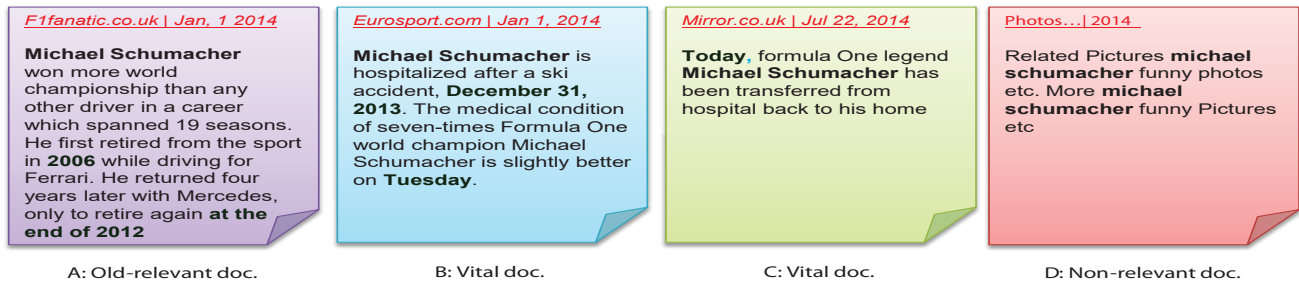 F1fanatic.co.uk | Jan, 1 2014
Michael Schumacher
won more world
championship than any
other driver in a career
which spanned 19 seasons.
He first retired from the sport
in 2006 while driving for
Ferrari. He returned four
years later with Mercedes,
only to retire again at the
end of 2012
A: Old-relevant doc.
Eurosport.com | Jan 1, 2014
Michael Schumacher is
hospitalized after a ski
accident, December 31,
2013. The medical condition
of seven-times Formula One
world champion Michael
Schumacher is slightly better
on Tuesday.
B: Vital doc.
Mirror.co.uk | Jul 22, 2014
Today, formula One legend
Michael Schumacher has
been transferred from
hospital back to his home
C: Vital doc.
Photos...| 2014
Related Pictures michael
schumacher funny photos
etc. More michael
schumacher funny Pictures
etc
D: Non-relevant doc.